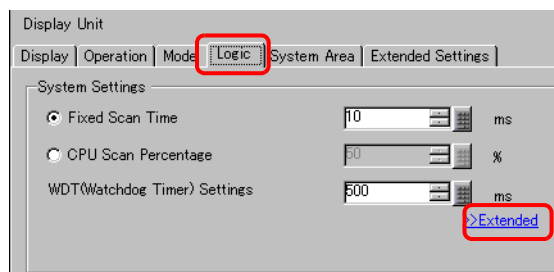 Display Unit
Display Operation Mode Logic System Area Extended Settings
System Settings
Fixed Scan Time 10 ms
CPU Scan Percentage 50 %
WDT(Watchdog Timer) Settings 500 ms
>>Extended